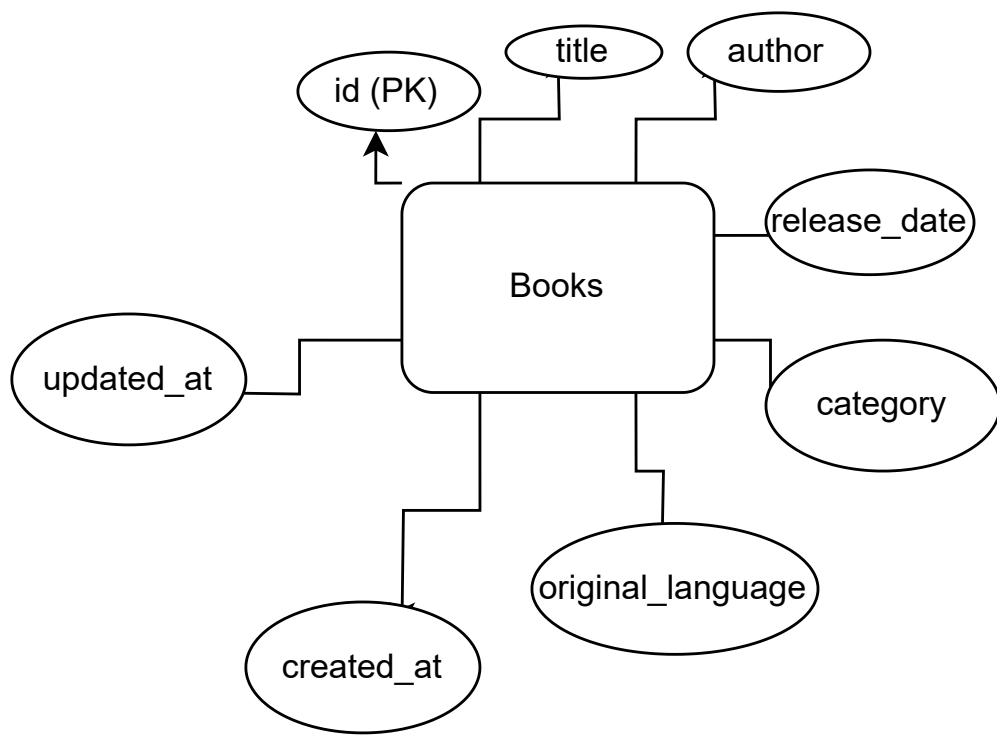 title
author
id (PK)
release_date
Books
updated_at
category
original_language
created_at